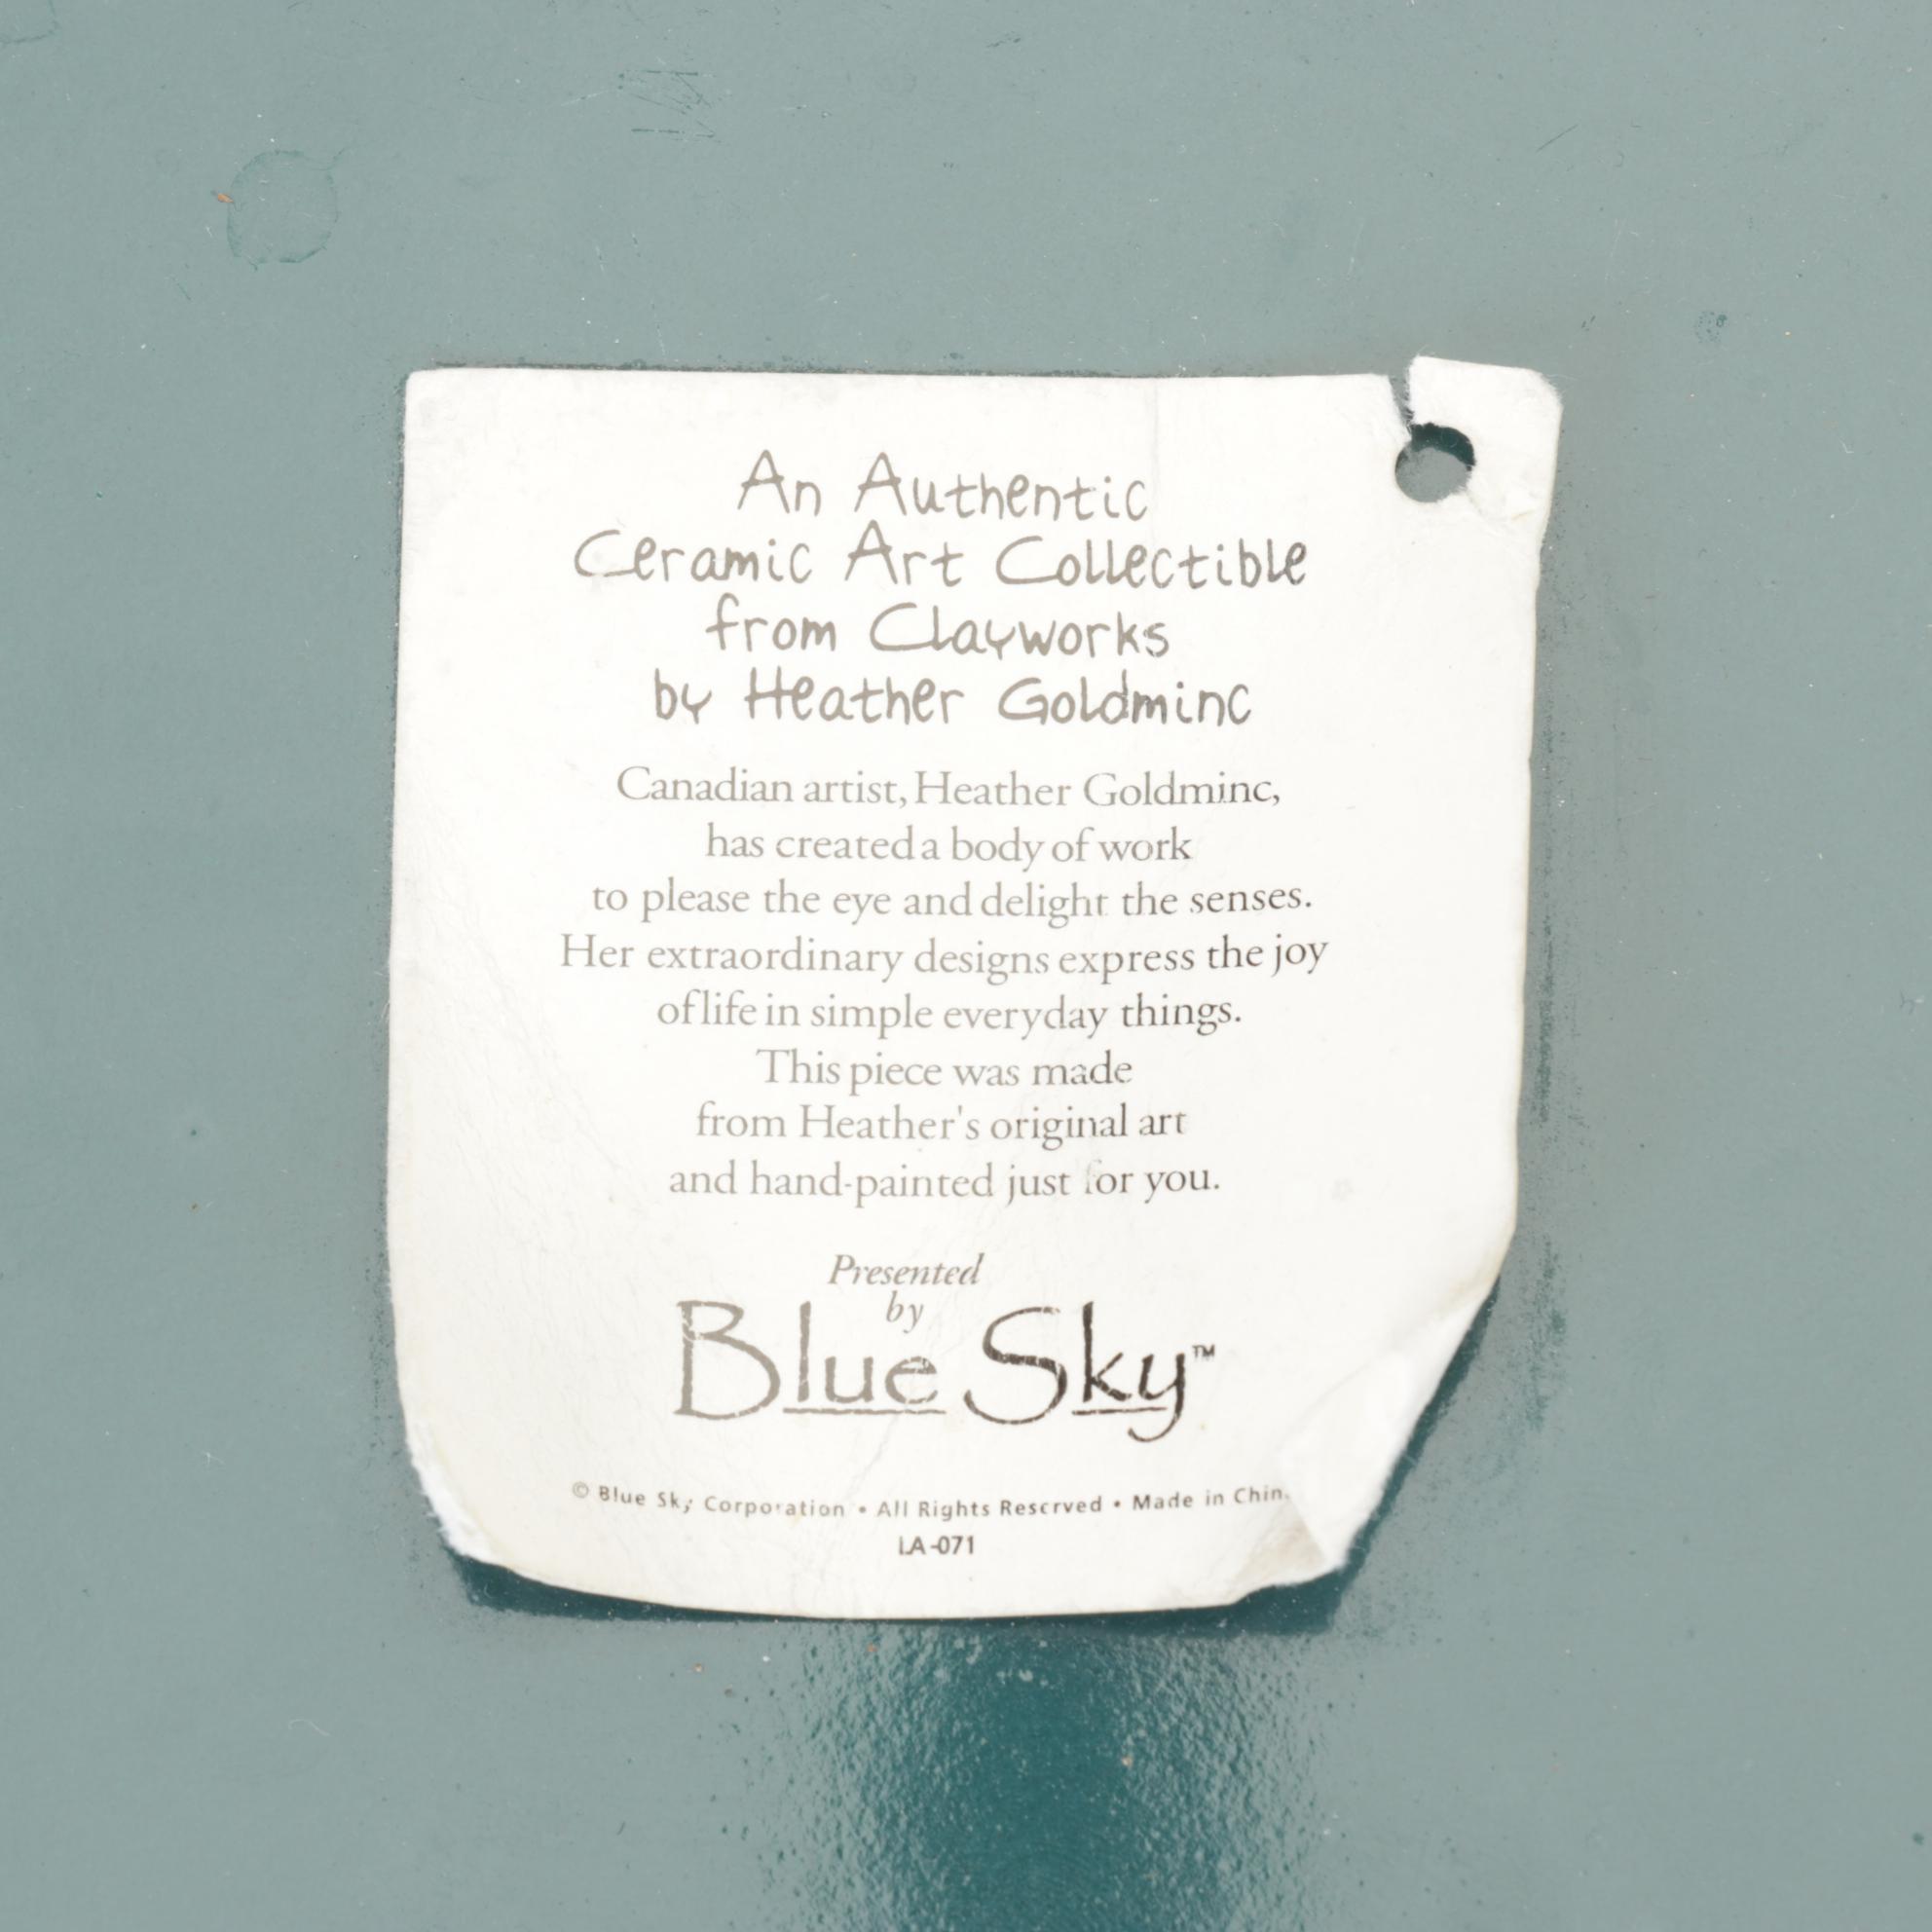 An Authentic
Ceramic Art Collectible
from Clayworks
by Heather Goldminc
Canadian artist, Heather Goldminc,
has created a body of work
to please the eye and delight the senses.
Her extraordinary designs express the joy
of life in simple everyday things.
This piece was made
from Heather's original art
and hand-painted just for you.
Presented
by
Blue Sky™
© Blue Sky Corporation • All Rights Reserved • Made in China
LA-071